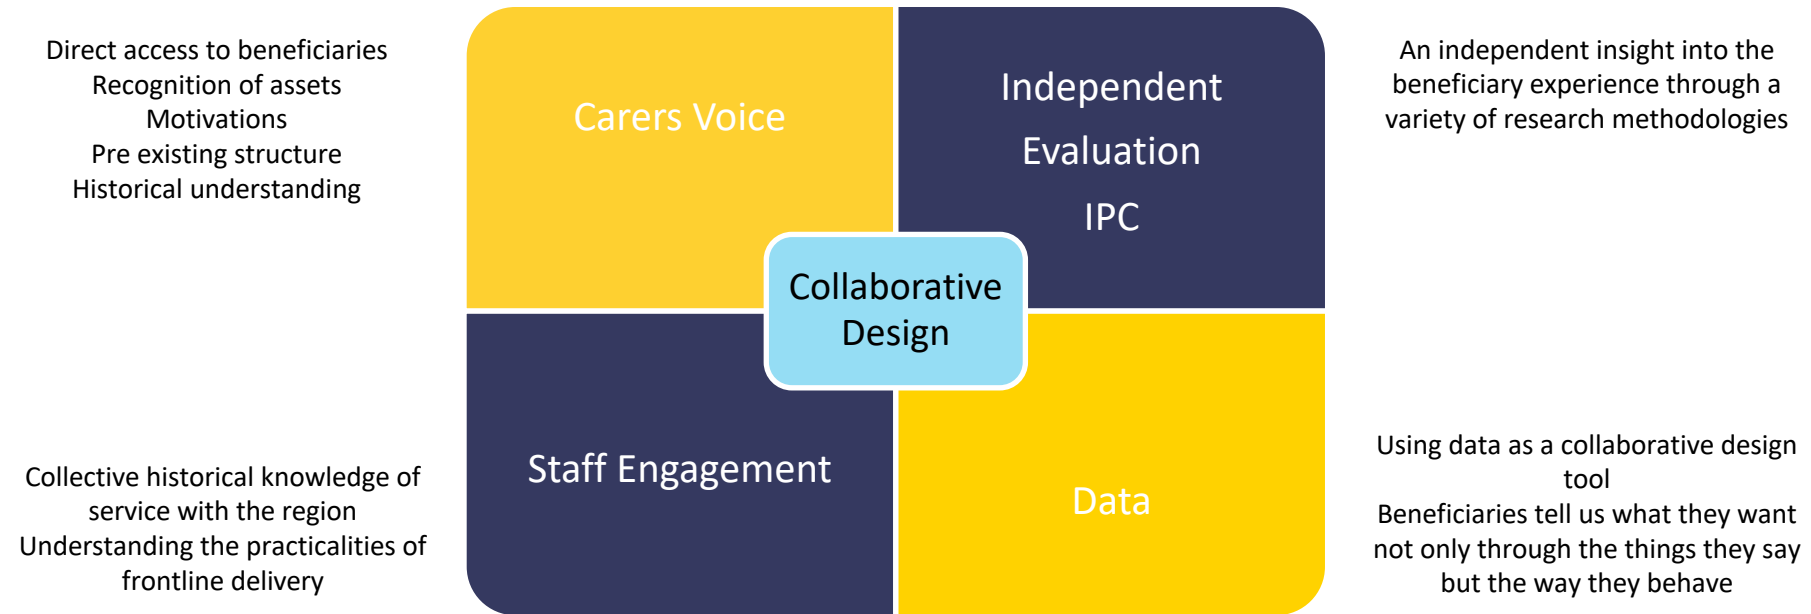 Direct access to beneficiaries
Recognition of assets
Motivations
Pre existing structure
Historical understanding
Carers Voice
Independent
Evaluation
IPC
An independent insight into the
beneficiary experience through a
variety of research methodologies
Collaborative
Design
Collective historical knowledge of
service with the region
Understanding the practicalities of
frontline delivery
Staff Engagement
Data
Using data as a collaborative design
tool
Beneficiaries tell us what they want
not only through the things they say
but the way they behave